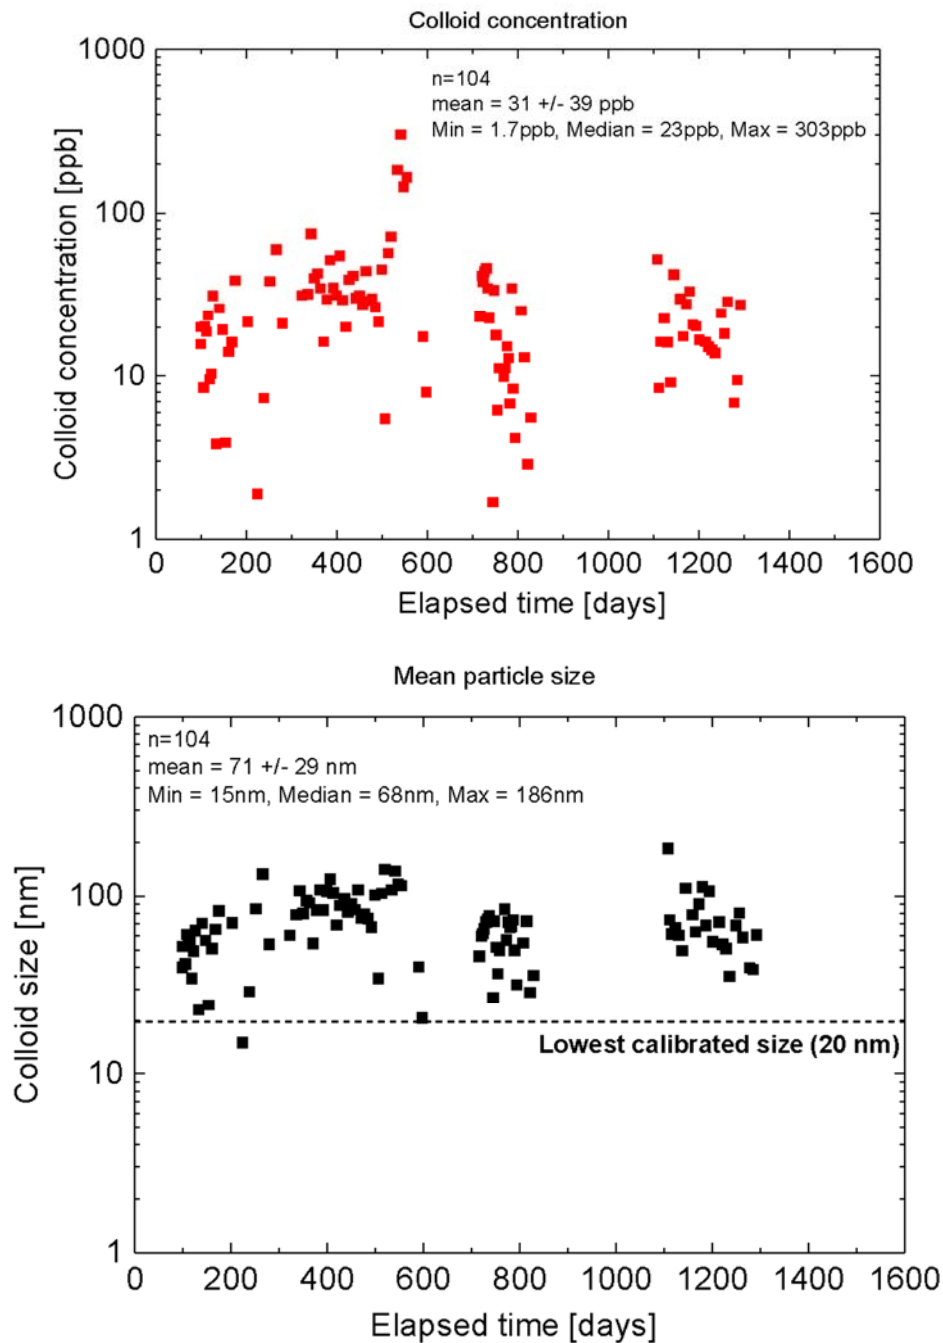 Colloid concentration
1000
n=104
mean = 31 +/- 39 ppb
Min = 1.7ppb, Median = 23ppb, Max = 303ppb
Colloid concentration [ppb]
100
10
1
0 200 400 600 800 1000 1200 1400 1600
Elapsed time [days]
Mean particle size
1000
n=104
mean = 71 +/- 29 nm
Min = 15nm, Median = 68nm, Max = 186nm
Colloid size [nm]
100
Lowest calibrated size (20 nm)
10
1
0 200 400 600 800 1000 1200 1400 1600
Elapsed time [days]